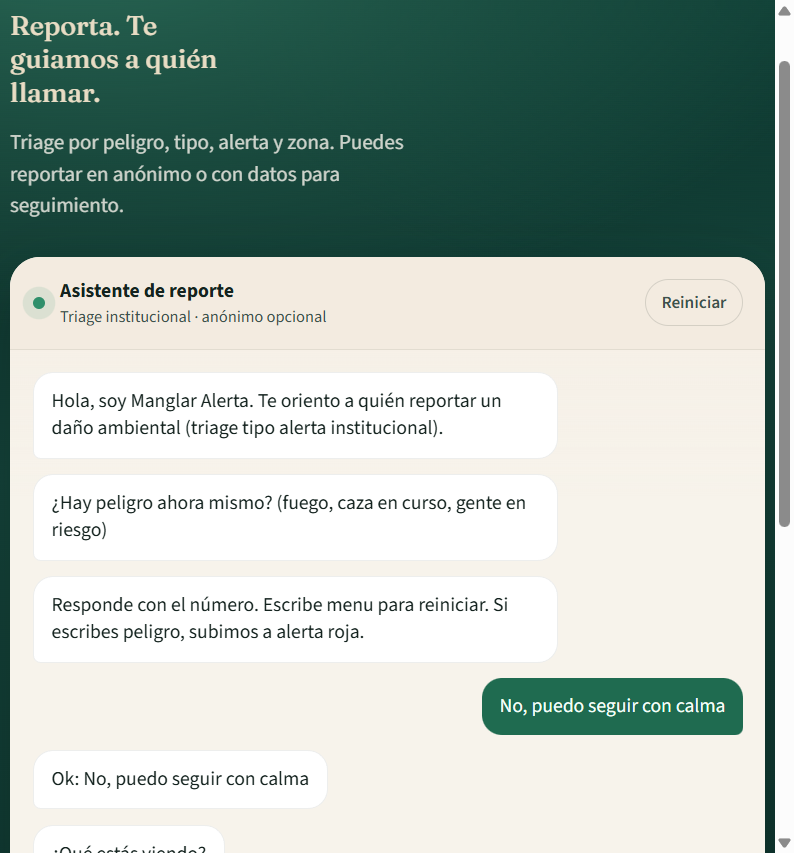 Reporta. Te
guiamos a quién
llamar.
Triage por peligro, tipo, alerta y zona. Puedes
reportar en anónimo o con datos para
seguimiento.
Asistente de reporte
Triage institucional · anónimo opcional
Reiniciar
Hola, soy Manglar Alerta. Te oriento a quién reportar un
daño ambiental (triage tipo alerta institucional).
¿Hay peligro ahora mismo? (fuego, caza en curso, gente en
riesgo)
Responde con el número. Escribe menu para reiniciar. Si
escribes peligro, subimos a alerta roja.
No, puedo seguir con calma
Ok: No, puedo seguir con calma
¿Qué estás viendo?